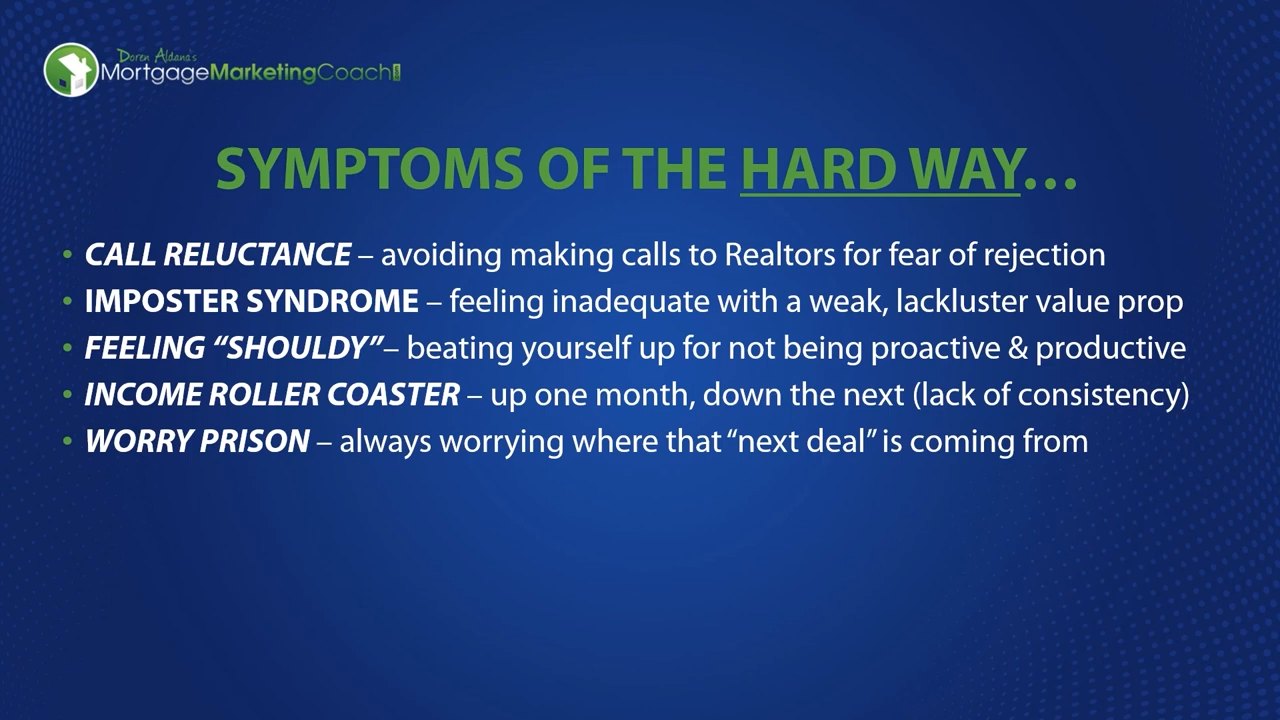 Doren Aldana's
MortgageMarketingCoach
SYMPTOMS OF THE HARD WAY...
• CALL RELUCTANCE – avoiding making calls to Realtors for fear of rejection
• IMPOSTER SYNDROME – feeling inadequate with a weak, lackluster value prop
• FEELING “SHOULDY”– beating yourself up for not being proactive & productive
• INCOME ROLLER COASTER – up one month, down the next (lack of consistency)
• WORRY PRISON – always worrying where that “next deal” is coming from